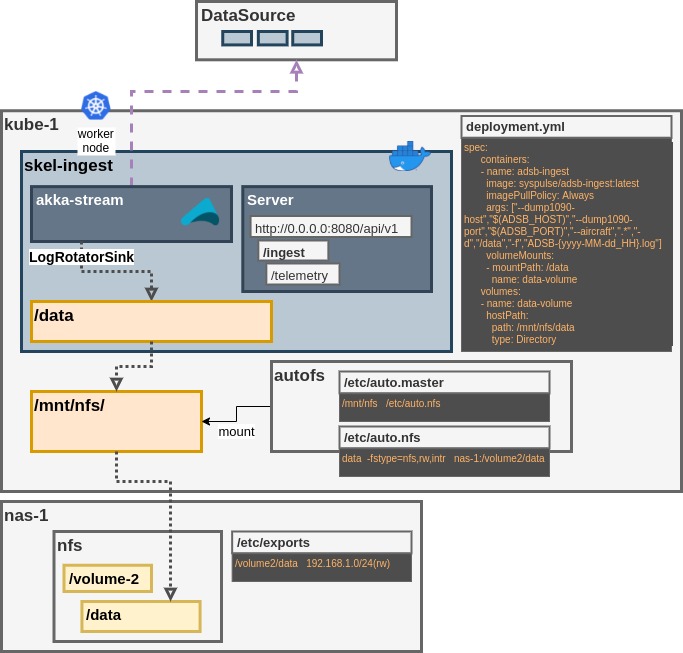 DataSource
kube-1
worker
node
skel-ingest
akka-stream
LogRotatorSink
Server
http://0.0.0.0:8080/api/v1
/ingest
/telemetry
/data
deployment.yml
spec:
containers:
- name: adsb-ingest
image: syspulse/adsb-ingest:latest
imagePullPolicy: Always
args: ["--dump1090-
host","$(ADSB_HOST)","--dump1090-
port","$(ADSB_PORT)","--aircraft",".*","-
d","/data","-f","ADSB-{yyyy-MM-dd_HH}.log"]
volumeMounts:
- mountPath: /data
name: data-volume
volumes:
- name: data-volume
hostPath:
path: /mnt/nfs/data
type: Directory
/mnt/nfs/
mount
autofs
/etc/auto.master
/mnt/nfs /etc/auto.nfs
/etc/auto.nfs
data -fstype=nfs,rw,intr nas-1:/volume2/data
nas-1
nfs
/volume-2
/data
/etc/exports
/volume2/data 192.168.1.0/24(rw)